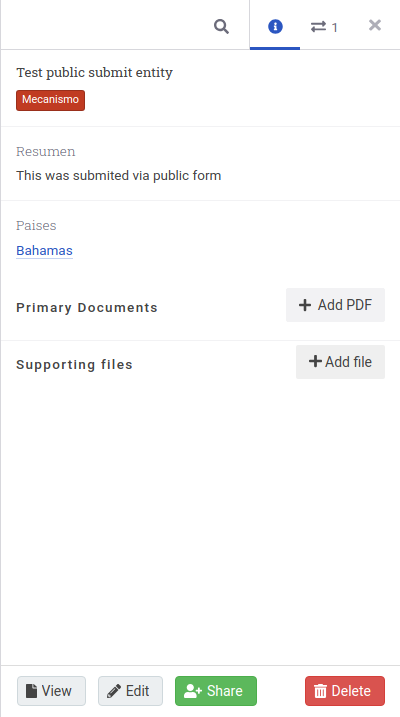 1
Test public submit entity
Mecanismo
Resumen
This was submited via public form
Paises
Bahamas
Primary Documents
Add PDF
Supporting files
Add file
View
Edit
Share
Delete